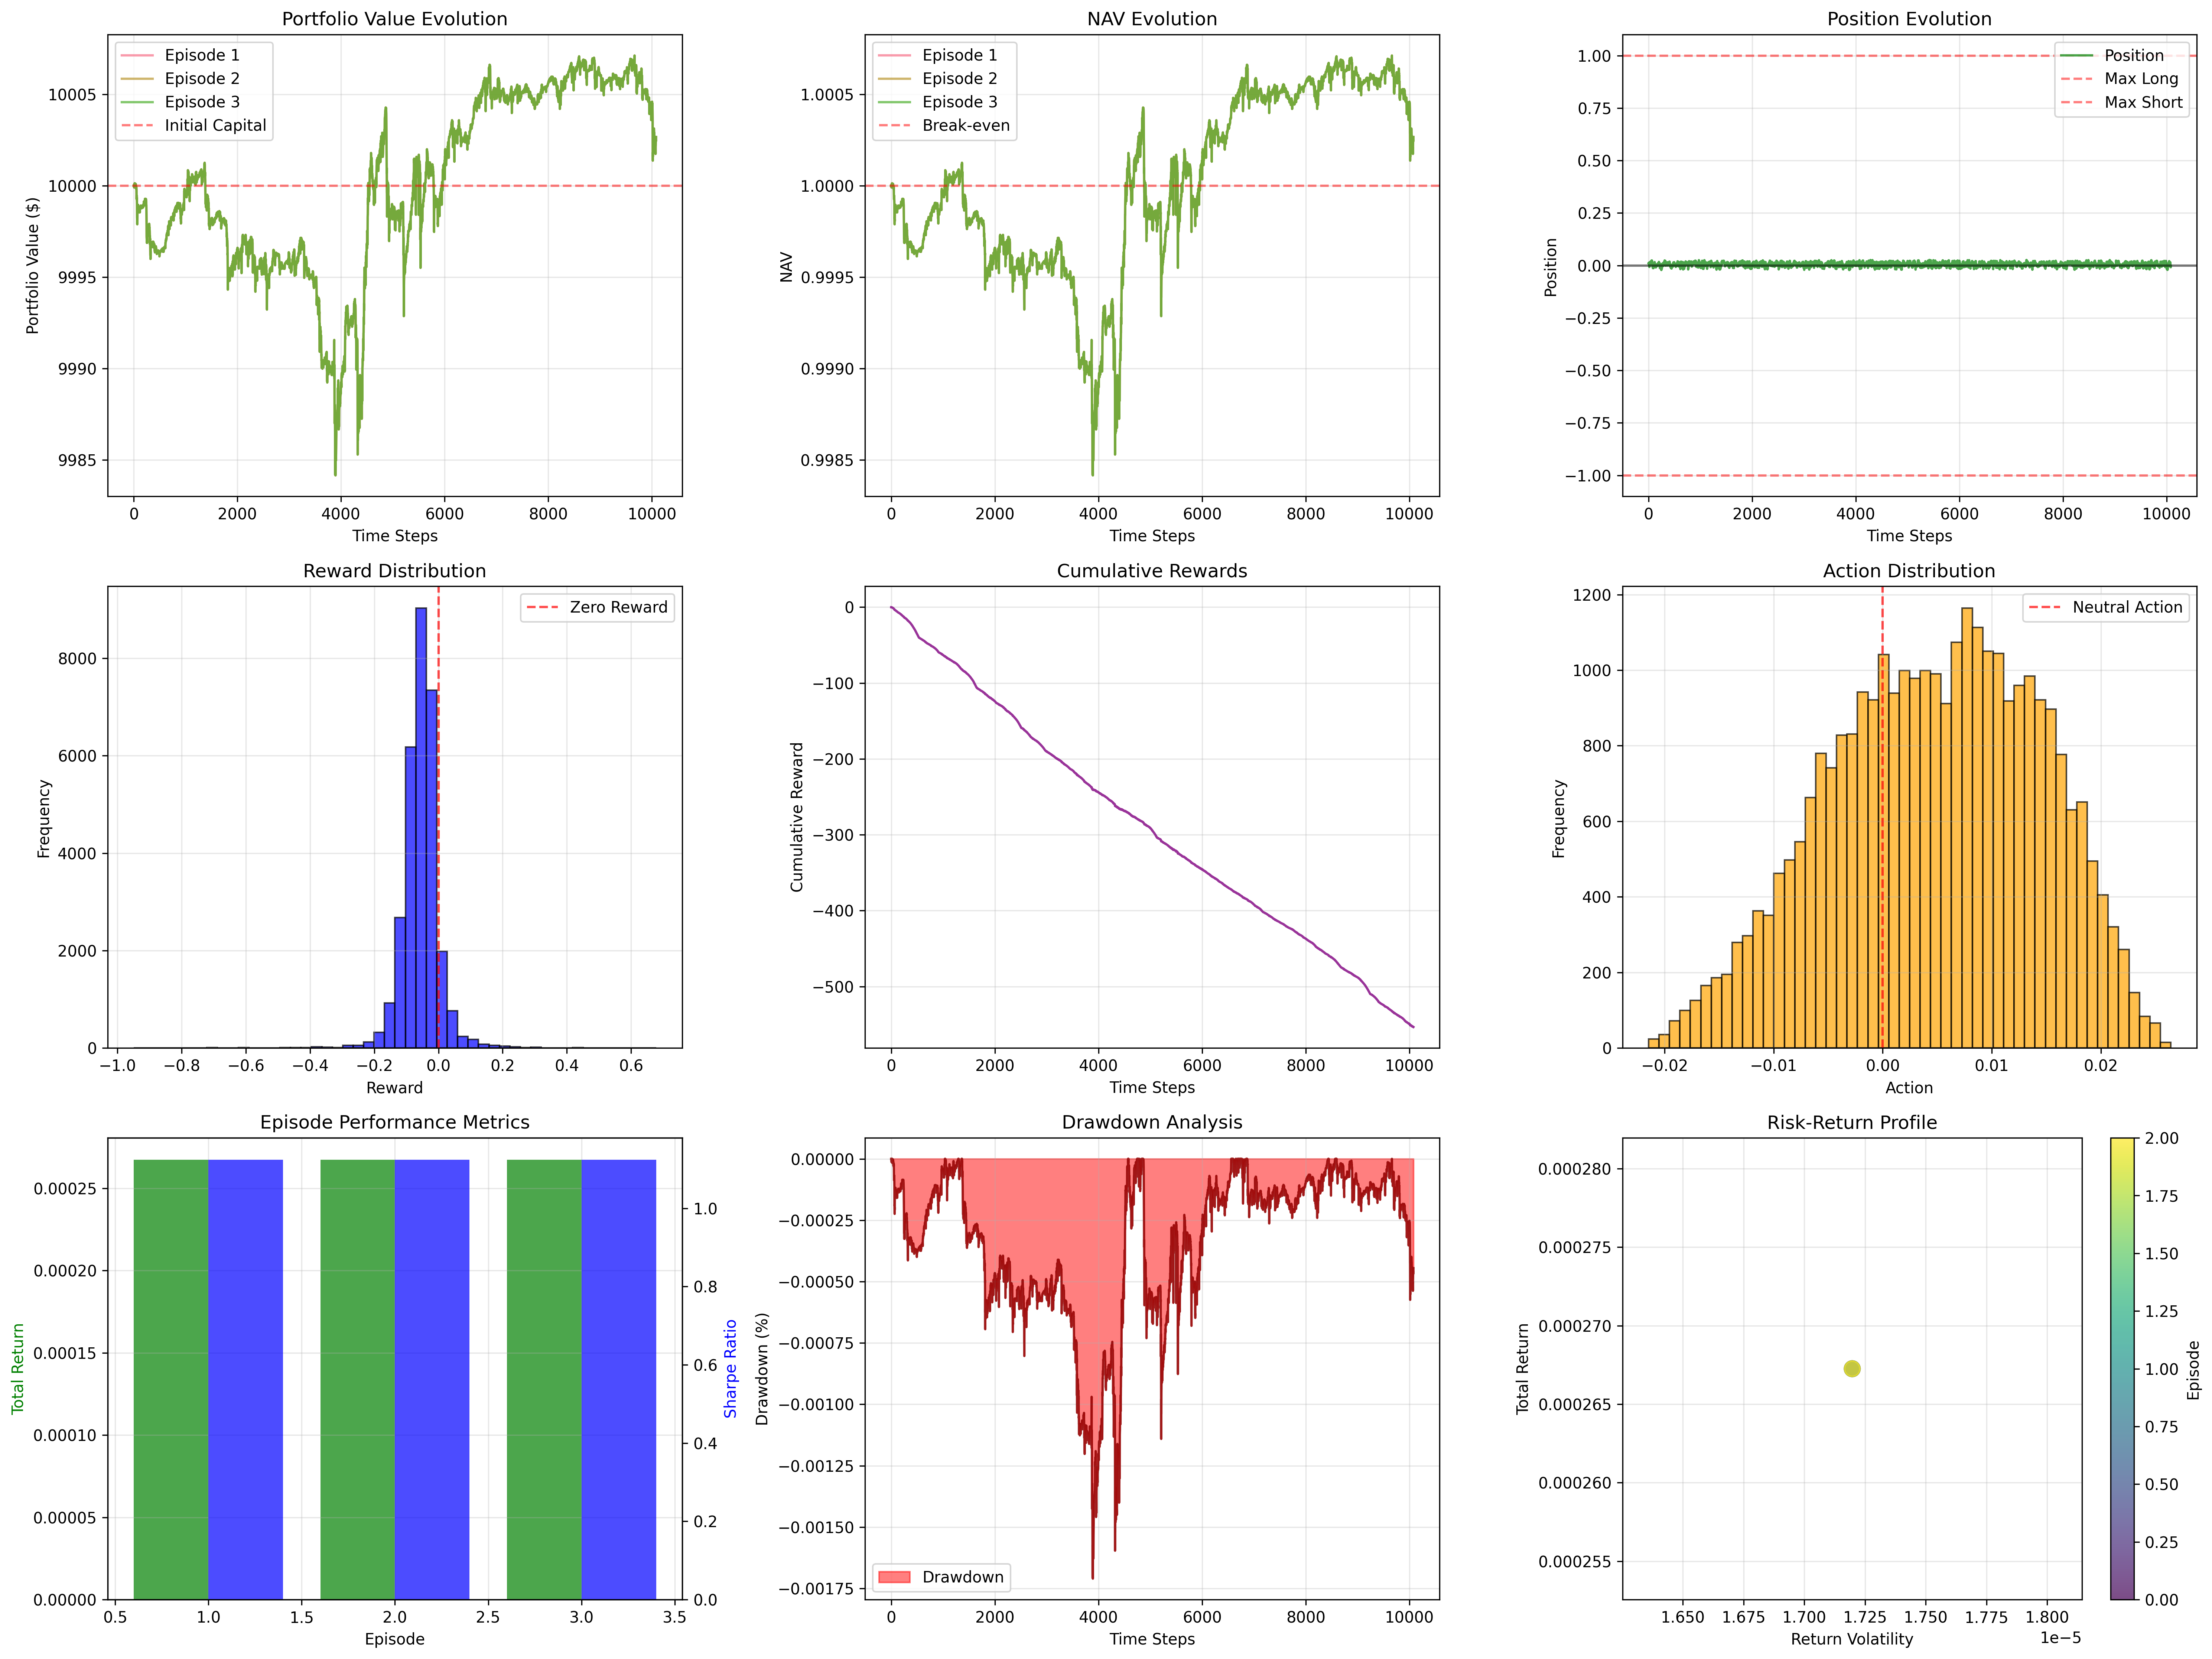 Portfolio Value Evolution
Portfolio Value ($)
10005
10000
9995
9990
9985
Episode 1
Episode 2
Episode 3
Initial Capital
0 2000 4000 6000 8000 10000
Time Steps
NAV Evolution
NAV
1.0005
1.0000
0.9995
0.9990
0.9985
Episode 1
Episode 2
Episode 3
Break-even
0 2000 4000 6000 8000 10000
Time Steps
Position Evolution
Position
1.00
0.75
0.50
0.25
0.00
−0.25
−0.50
−0.75
−1.00
Position
Max Long
Max Short
0 2000 4000 6000 8000 10000
Time Steps
Reward Distribution
Frequency
8000
6000
4000
2000
0
Zero Reward
−1.0 −0.8 −0.6 −0.4 −0.2 0.0 0.2 0.4 0.6
Reward
Cumulative Rewards
Cumulative Reward
0
−100
−200
−300
−400
−500
0 2000 4000 6000 8000 10000
Time Steps
Action Distribution
Frequency
1200
1000
800
600
400
200
0
Neutral Action
−0.02 −0.01 0.00 0.01 0.02
Action
Episode Performance Metrics
Total Return
0.00025
0.00020
0.00015
0.00010
0.00005
0.00000
1.0
0.8
0.6
0.4
0.2
0.0
Sharpe Ratio
0.5 1.0 1.5 2.0 2.5 3.0 3.5
Episode
Drawdown Analysis
Drawdown (%)
0.00000
−0.00025
−0.00050
−0.00075
−0.00100
−0.00125
−0.00150
−0.00175
Drawdown
0 2000 4000 6000 8000 10000
Time Steps
Risk-Return Profile
Total Return
0.000280
0.000275
0.000270
0.000265
0.000260
0.000255
1.650 1.675 1.700 1.725 1.750 1.775 1.800
1e−5
Return Volatility
2.00
1.75
1.50
1.25
1.00
0.75
0.50
0.25
0.00
Episode